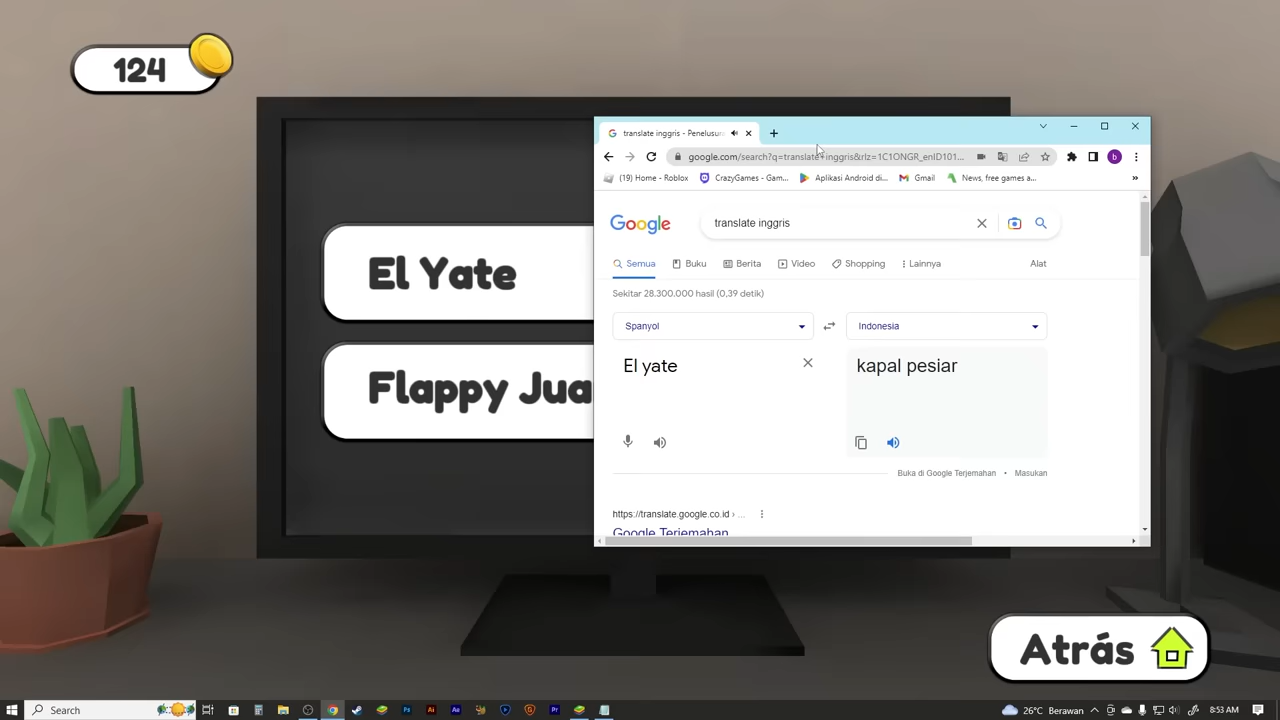 124
El Yate
Flappy Jua
translate inggris - Penelusura
google.com/search?q=translate+inggris&rlz=1C1ONGR_enID101...
(19) Home - Roblox
CrazyGames - Gam...
Aplikasi Android di...
Gmail
News, free games a...
»
Google
translate inggris
Semua
Buku
Berita
Video
Shopping
Lainnya
Alat
Sekitar 28.300.000 hasil (0,39 detik)
Spanyol
Indonesia
El yate
kapal pesiar
Buka di Google Terjemahan • Masukan
https://translate.google.co.id › ...
Google Terjemahan
Atrás
Search
26°C Berawan
8:53 AM